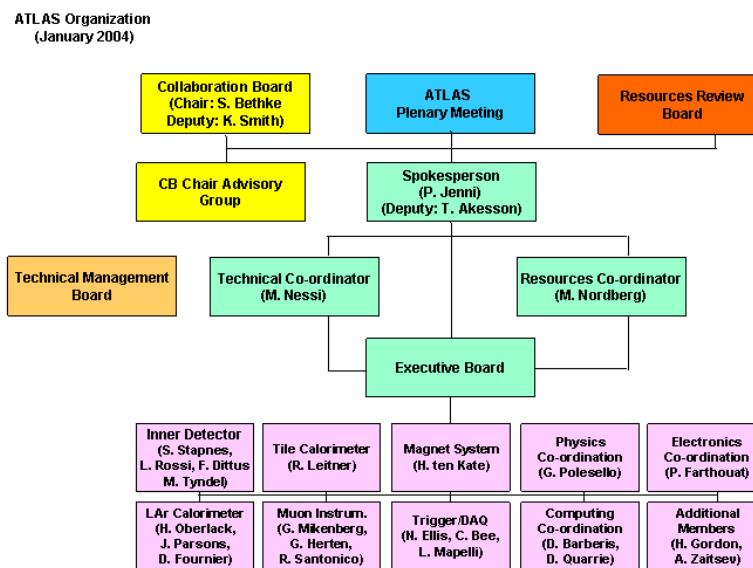 ATLAS Organization
(January 2004)
Collaboration Board
(Chair: S. Bethke
Deputy: K. Smith)
ATLAS
Plenary Meeting
Resources Review
Board
CB Chair Advisory
Group
Spokesperson
(P. Jenni)
(Deputy: T. Akesson)
Technical Management
Board
Technical Co-ordinator
(M. Nessi)
Resources Co-ordinator
(M. Nordberg)
Executive Board
Inner Detector
(S. Stapnes,
L. Rossi, F. Dittus
M. Tyndel)
Tile Calorimeter
(R. Leitner)
Magnet System
(H. ten Kate)
Physics
Co-ordination
(G. Polesello)
Electronics
Co-ordination
(P. Farthouat)
LAr Calorimeter
(H. Oberlack,
J. Parsons,
D. Fournier)
Muon Instrum.
(G. Mikenberg,
G. Herten,
R. Santonico)
Trigger/DAQ
(N. Ellis, C. Bee,
L. Mapelli)
Computing
Co-ordination
(D. Barberis,
D. Quarrie)
Additional
Members
(H. Gordon,
A. Zaitsev)